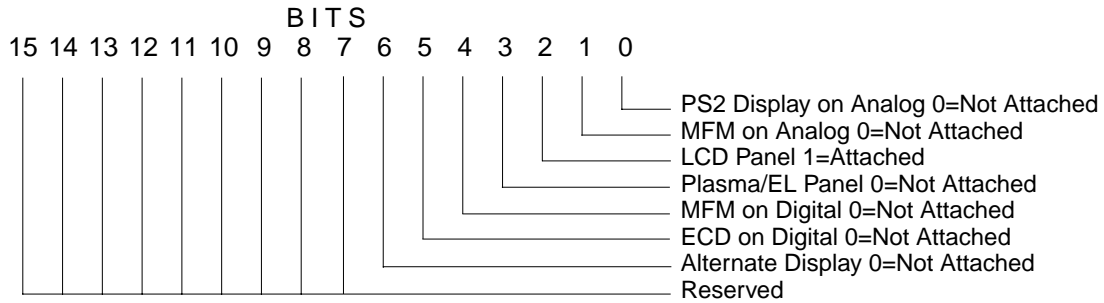 B I T S
15 14 13 12 11 10 9 8 7 6 5 4 3 2 1 0
PS2 Display on Analog 0=Not Attached
MFM on Analog 0=Not Attached
LCD Panel 1=Attached
Plasma/EL Panel 0=Not Attached
MFM on Digital 0=Not Attached
ECD on Digital 0=Not Attached
Alternate Display 0=Not Attached
Reserved